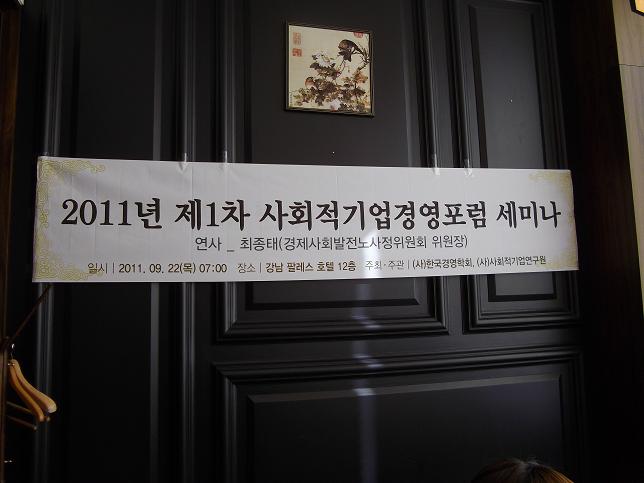 2011년 제1차 사회적기업경영포럼 세미나
연사 _ 최종태(경제사회발전노사정위원회 위원장)
일시 | 2011. 09. 22(목) 07:00 장소 | 강남 팔레스 호텔 12층 주최·주관 | (사)한국경영학회, (사)사회적기업연구원